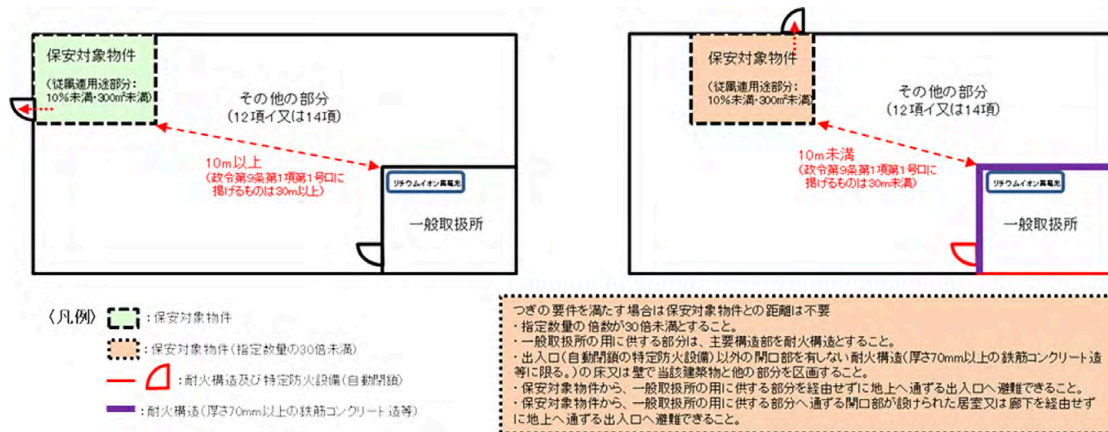 保安対象物件
(従属連用途部分:
10%未満・300㎡未満)
その他の部分
(12項イ又は14項)
10m以上
(政令第9条第1項第1号ロに
掲げるものは30m以上)
リチウムイオン蓄電池
一般取扱所
保安対象物件
(従属連用途部分:
10%未満・300㎡未満)
その他の部分
(12項イ又は14項)
10m未満
(政令第9条第1項第1号ロに
掲げるものは30m未満)
リチウムイオン蓄電池
一般取扱所
〈凡例〉
:保安対象物件
:保安対象物件(指定数量の30倍未満)
:耐火構造及び特定防火設備(自動閉鎖)
:耐火構造(厚さ70mm以上の鉄筋コンクリート造等)
つぎの要件を満たす場合は保安対象物件との距離は不要
・指定数量の倍数が30倍未満とすること。
・一般取扱所の用に供する部分は、主要構造部を耐火構造とすること。
・出入口(自動閉鎖の特定防火設備)以外の開口部を有しない耐火構造(厚さ70mm以上の鉄筋コンクリート造
等に限る。)の床又は壁で当該建築物と他の部分を区画すること。
・保安対象物件から、一般取扱所の用に供する部分を経由せずに地上へ通ずる出入口へ避難できること。
・保安対象物件から、一般取扱所の用に供する部分へ通ずる開口部が設けられた居室又は廊下を経由せず
に地上へ通ずる出入口へ避難できること。